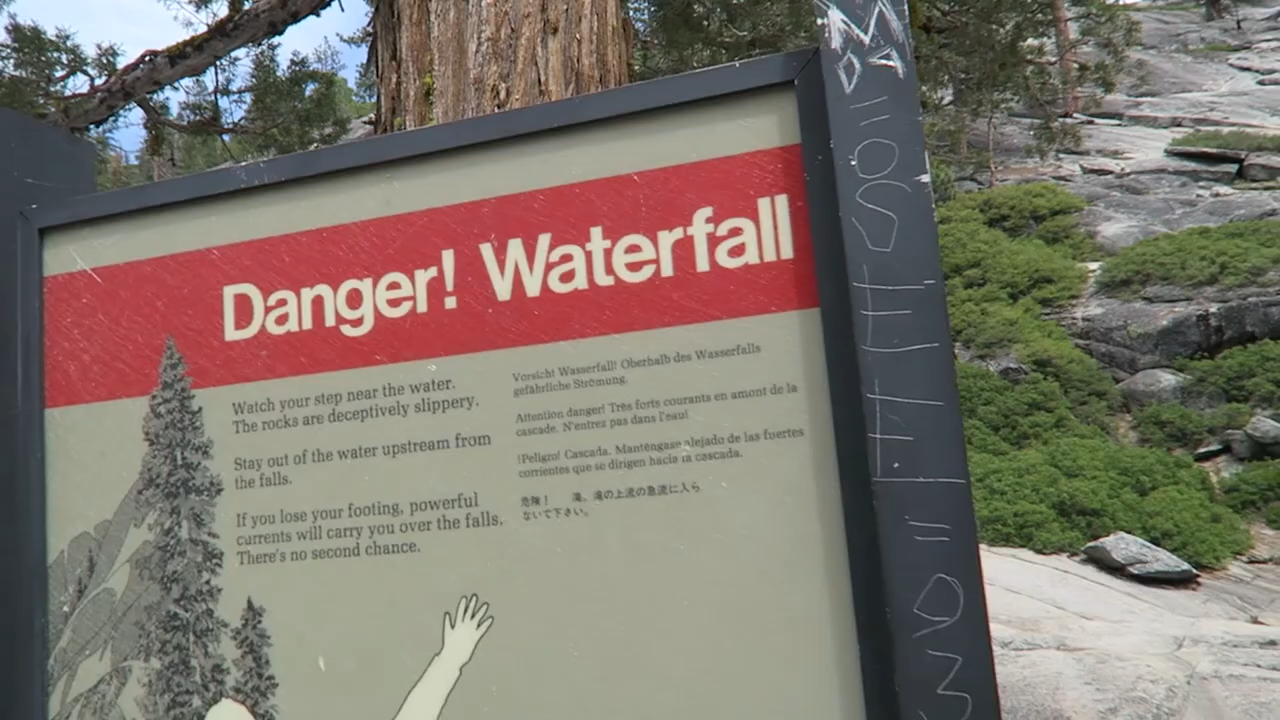 Danger! Waterfall
Watch your step near the water.
The rocks are deceptively slippery.
Stay out of the water upstream from
the falls.
If you lose your footing, powerful
currents will carry you over the falls.
There's no second chance.
Vorsicht Wasserfall! Oberhalb des Wasserfalls
gefährliche Strömung.
Attention danger! Très forts courants en amont de la
cascade. N'entrez pas dans l'eau!
!Peligro! Cascada. Manténgase alejado de las fuertes
corrientes que se dirigen hacia la cascada.
危険！ 滝、滝の上流の急流に入ら
ないで下さい。